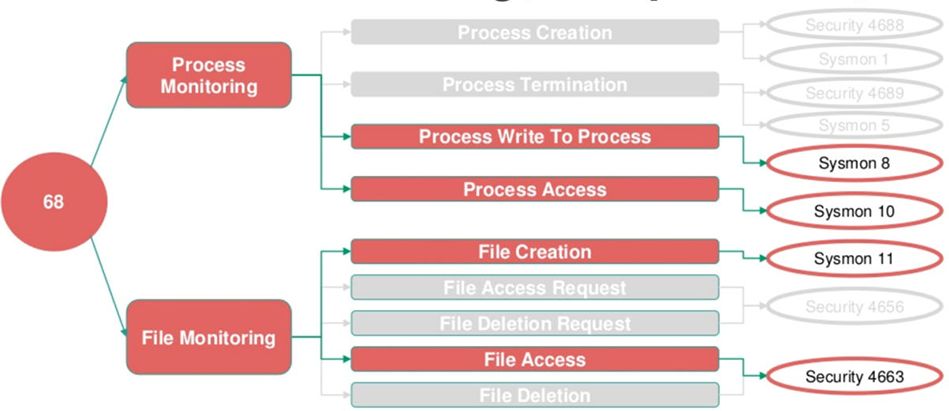 68
Process
Monitoring
File Monitoring
Process Creation
Process Termination
Process Write To Process
Process Access
File Creation
File Access Request
File Deletion Request
File Access
File Deletion
Security 4688
Sysmon 1
Security 4689
Sysmon 5
Sysmon 8
Sysmon 10
Sysmon 11
Security 4656
Security 4663